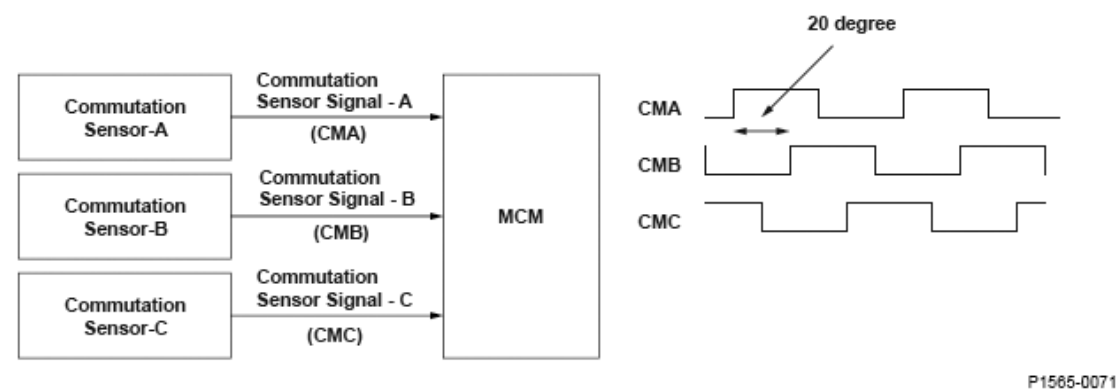 20 degree
Commutation
Sensor-A
Commutation
Sensor Signal - A
(CMA)
Commutation
Sensor-B
Commutation
Sensor Signal - B
(CMB)
Commutation
Sensor-C
Commutation
Sensor Signal - C
(CMC)
MCM
CMA
CMB
CMC
P1565-0071